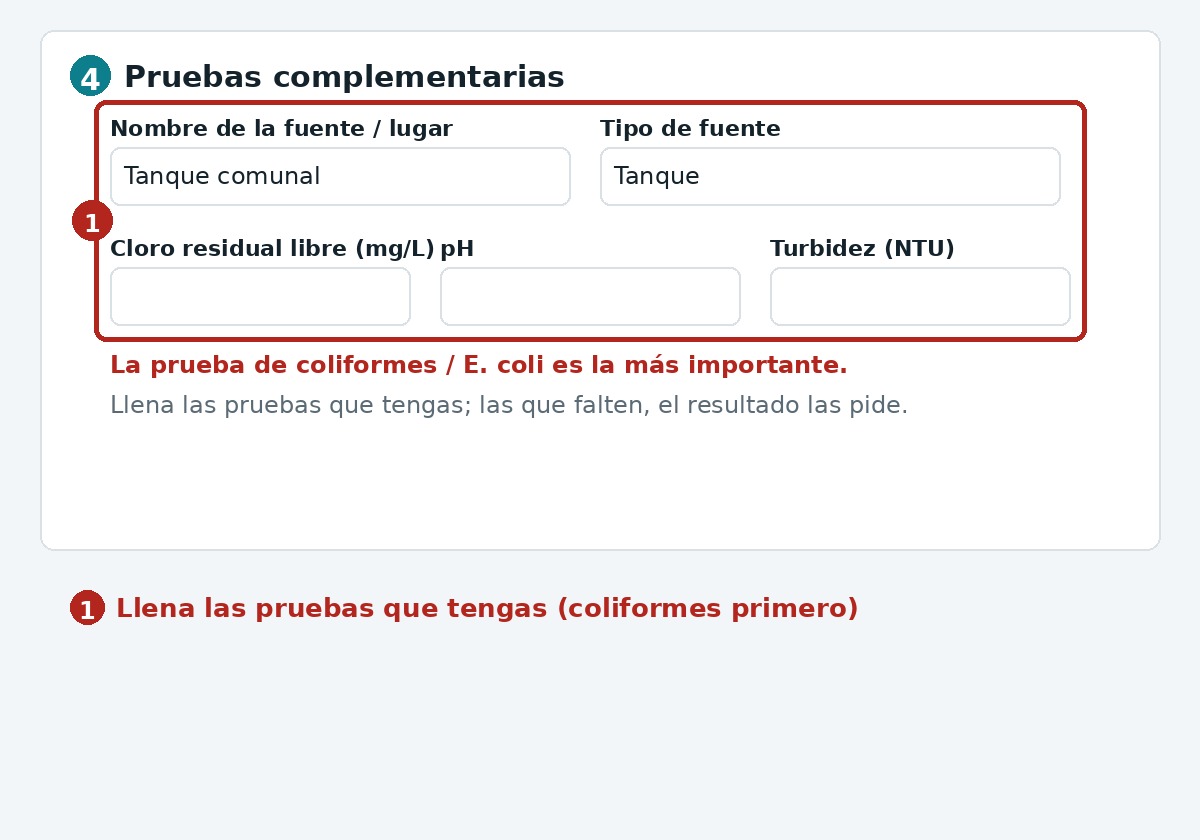 4 Pruebas complementarias
Nombre de la fuente / lugar Tipo de fuente
Tanque comunal Tanque
1
Cloro residual libre (mg/L) pH Turbidez (NTU)
La prueba de coliformes / E. coli es la más importante.
Llena las pruebas que tengas; las que falten, el resultado las pide.
1 Llena las pruebas que tengas (coliformes primero)